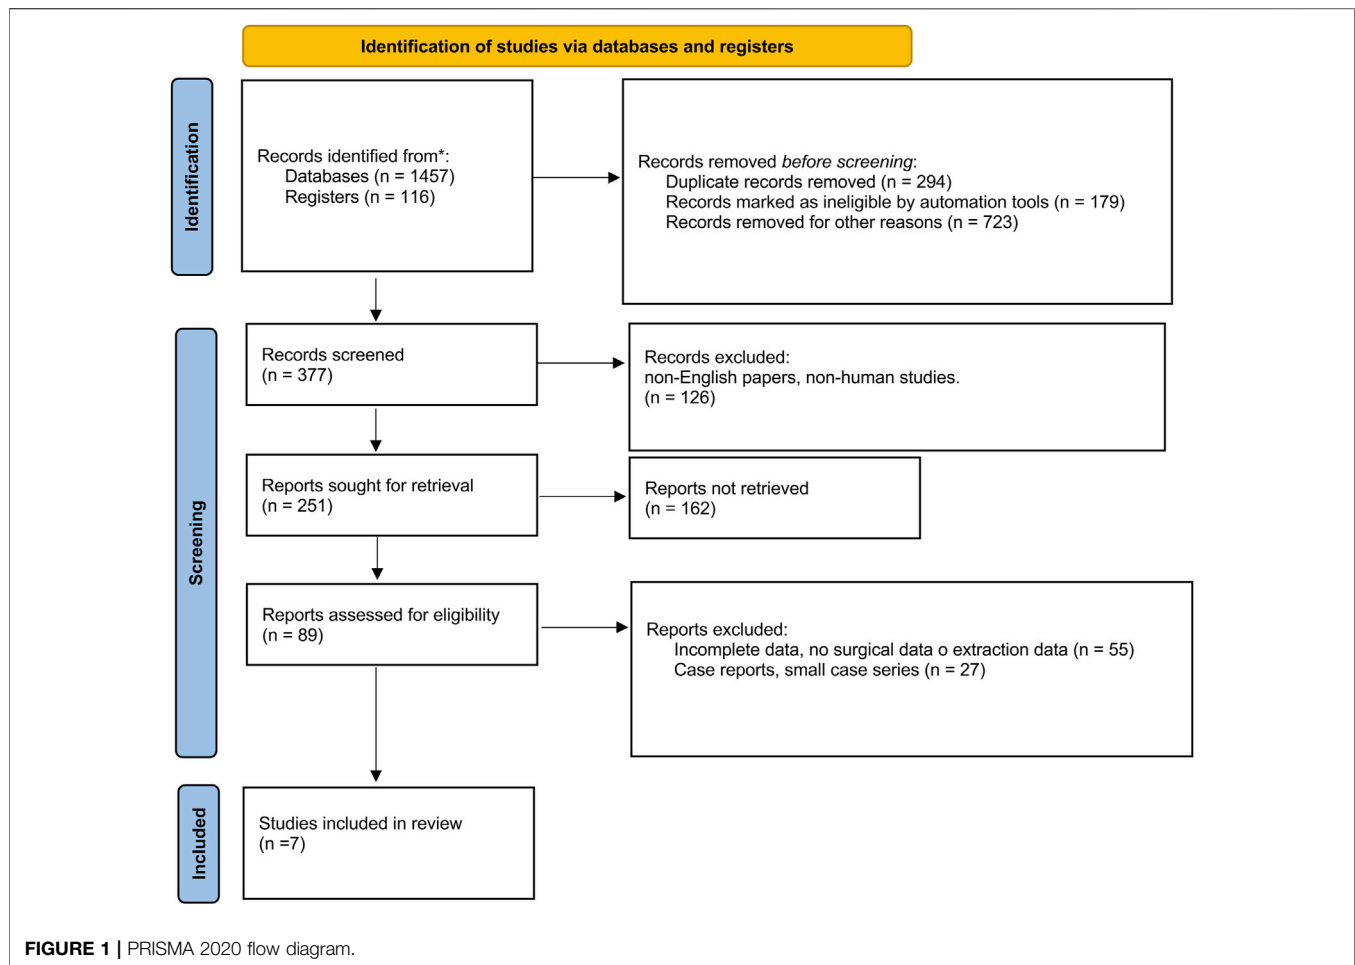 Identification of studies via databases and registers
Identification
Records identified from*:
Databases (n = 1457)
Registers (n = 116)
Records removed before screening:
Duplicate records removed (n = 294)
Records marked as ineligible by automation tools (n = 179)
Records removed for other reasons (n = 723)
Screening
Records screened
(n = 377)
Records excluded:
non-English papers, non-human studies.
(n = 126)
Reports sought for retrieval
(n = 251)
Reports not retrieved
(n = 162)
Reports assessed for eligibility
(n = 89)
Reports excluded:
Incomplete data, no surgical data o extraction data (n = 55)
Case reports, small case series (n = 27)
Included
Studies included in review
(n =7)
FIGURE 1 | PRISMA 2020 flow diagram.